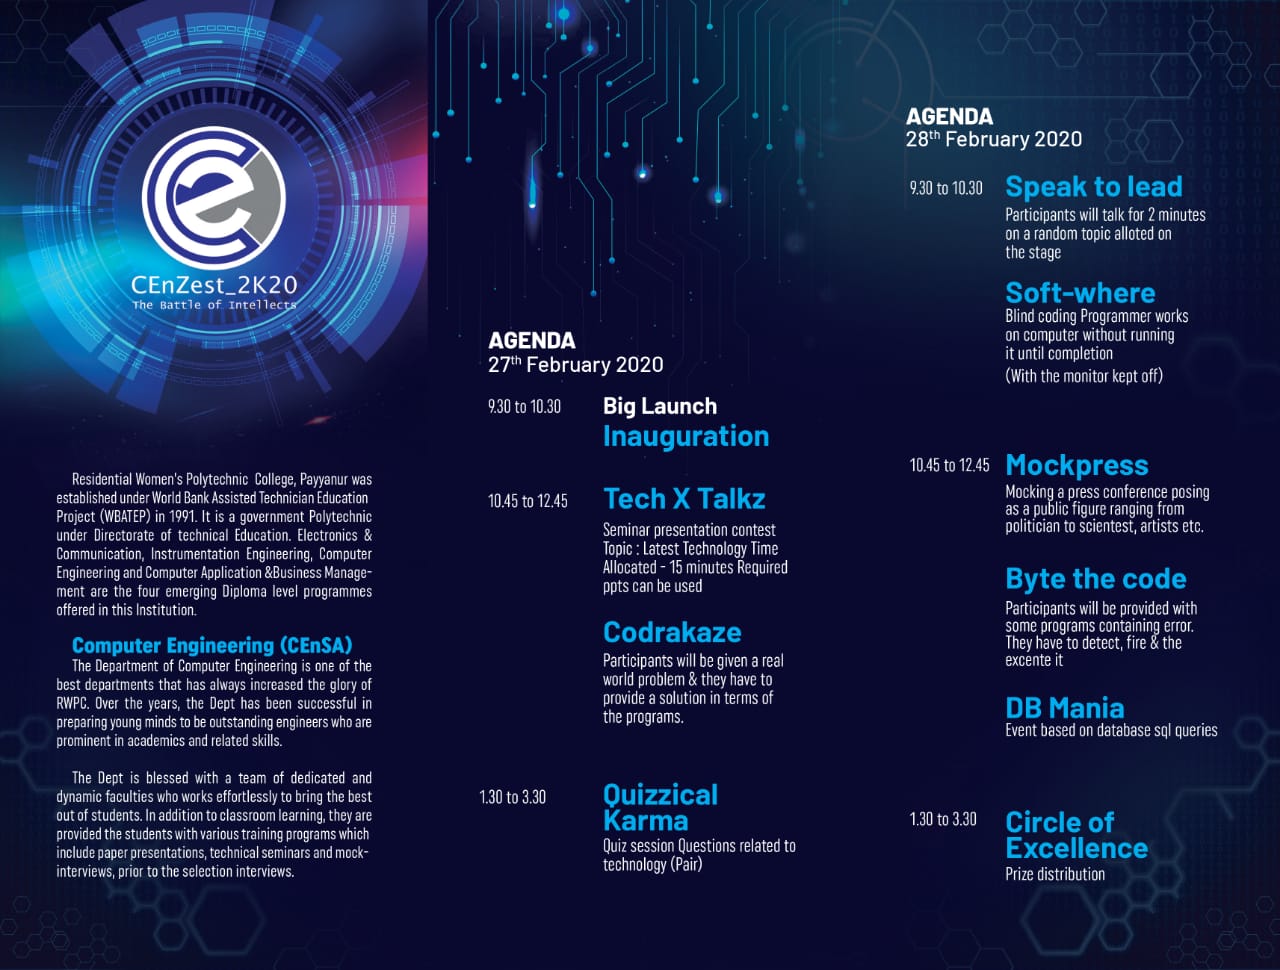 CEnZest_2K20
The Battle of Intellects
Residential Women's Polytechnic College, Payyanur was
established under World Bank Assisted Technician Education
Project (WBATEP) in 1991. It is a government Polytechnic
under Directorate of technical Education. Electronics &
Communication, Instrumentation Engineering, Computer
Engineering and Computer Application &Business Manage-
ment are the four emerging Diploma level programmes
offered in this Institution.
Computer Engineering (CEnSA)
The Department of Computer Engineering is one of the
best departments that has always increased the glory of
RWPC. Over the years, the Dept has been successful in
preparing young minds to be outstanding engineers who are
prominent in academics and related skills.
The Dept is blessed with a team of dedicated and
dynamic faculties who works effortlessly to bring the best
out of students. In addition to classroom learning, they are
provided the students with various training programs which
include paper presentations, technical seminars and mock-
interviews, prior to the selection interviews.
AGENDA
27th February 2020
9.30 to 10.30
Big Launch
Inauguration
10.45 to 12.45
Tech X Talkz
Seminar presentation contest
Topic : Latest Technology Time
Allocated - 15 minutes Required
ppts can be used
Codrakaze
Participants will be given a real
world problem & they have to
provide a solution in terms of
the programs.
1.30 to 3.30
Quizzical
Karma
Quiz session Questions related to
technology (Pair)
AGENDA
28th February 2020
9.30 to 10.30
Speak to lead
Participants will talk for 2 minutes
on a random topic alloted on
the stage
Soft-where
Blind coding Programmer works
on computer without running
it until completion
(With the monitor kept off)
10.45 to 12.45
Mockpress
Mocking a press conference posing
as a public figure ranging from
politician to scientest, artists etc.
Byte the code
Participants will be provided with
some programs containing error.
They have to detect, fire & the
excente it
DB Mania
Event based on database sql queries
1.30 to 3.30
Circle of
Excellence
Prize distribution